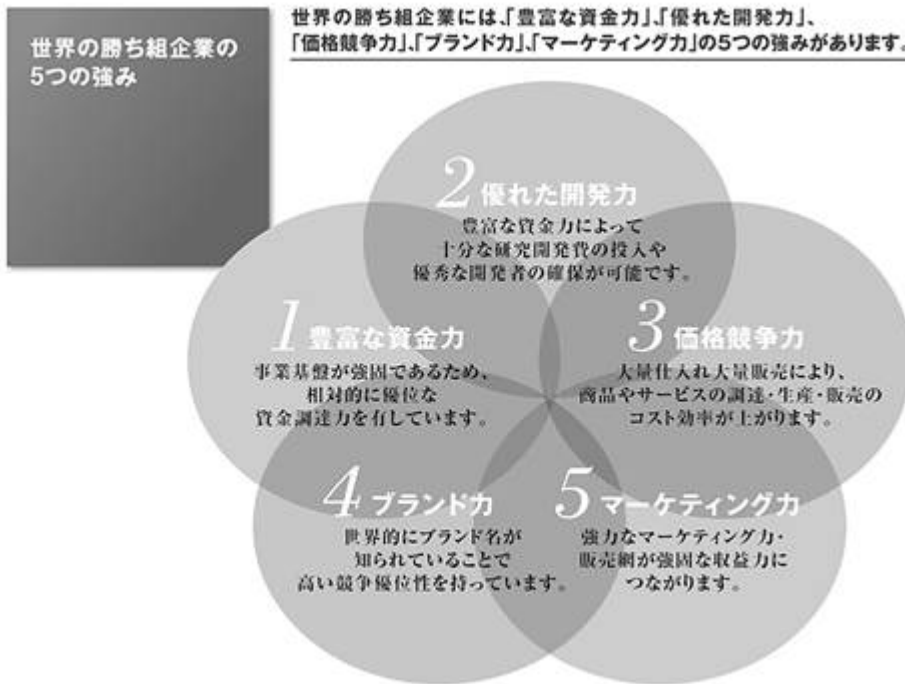 世界の勝ち組企業の
5つの強み
世界の勝ち組企業には、「豊富な資金力」、「優れた開発力」、
「価格競争力」、「ブランド力」、「マーケティング力」の5つの強みがあります。
1 豊富な資金力
事業基盤が強固であるため、
相対的に優位な
資金調達力を有しています。
2 優れた開発力
豊富な資金力によって
十分な研究開発費の投入や
優秀な開発者の確保が可能です。
3 価格競争力
大量仕入れ大量販売により、
商品やサービスの調達・生産・販売の
コスト効率が上がります。
4 ブランド力
世界的にブランド名が
知られていることで
高い競争優位性を持っています。
5 マーケティング力
強力なマーケティング力・
販売網が強固な収益力に
つながります。